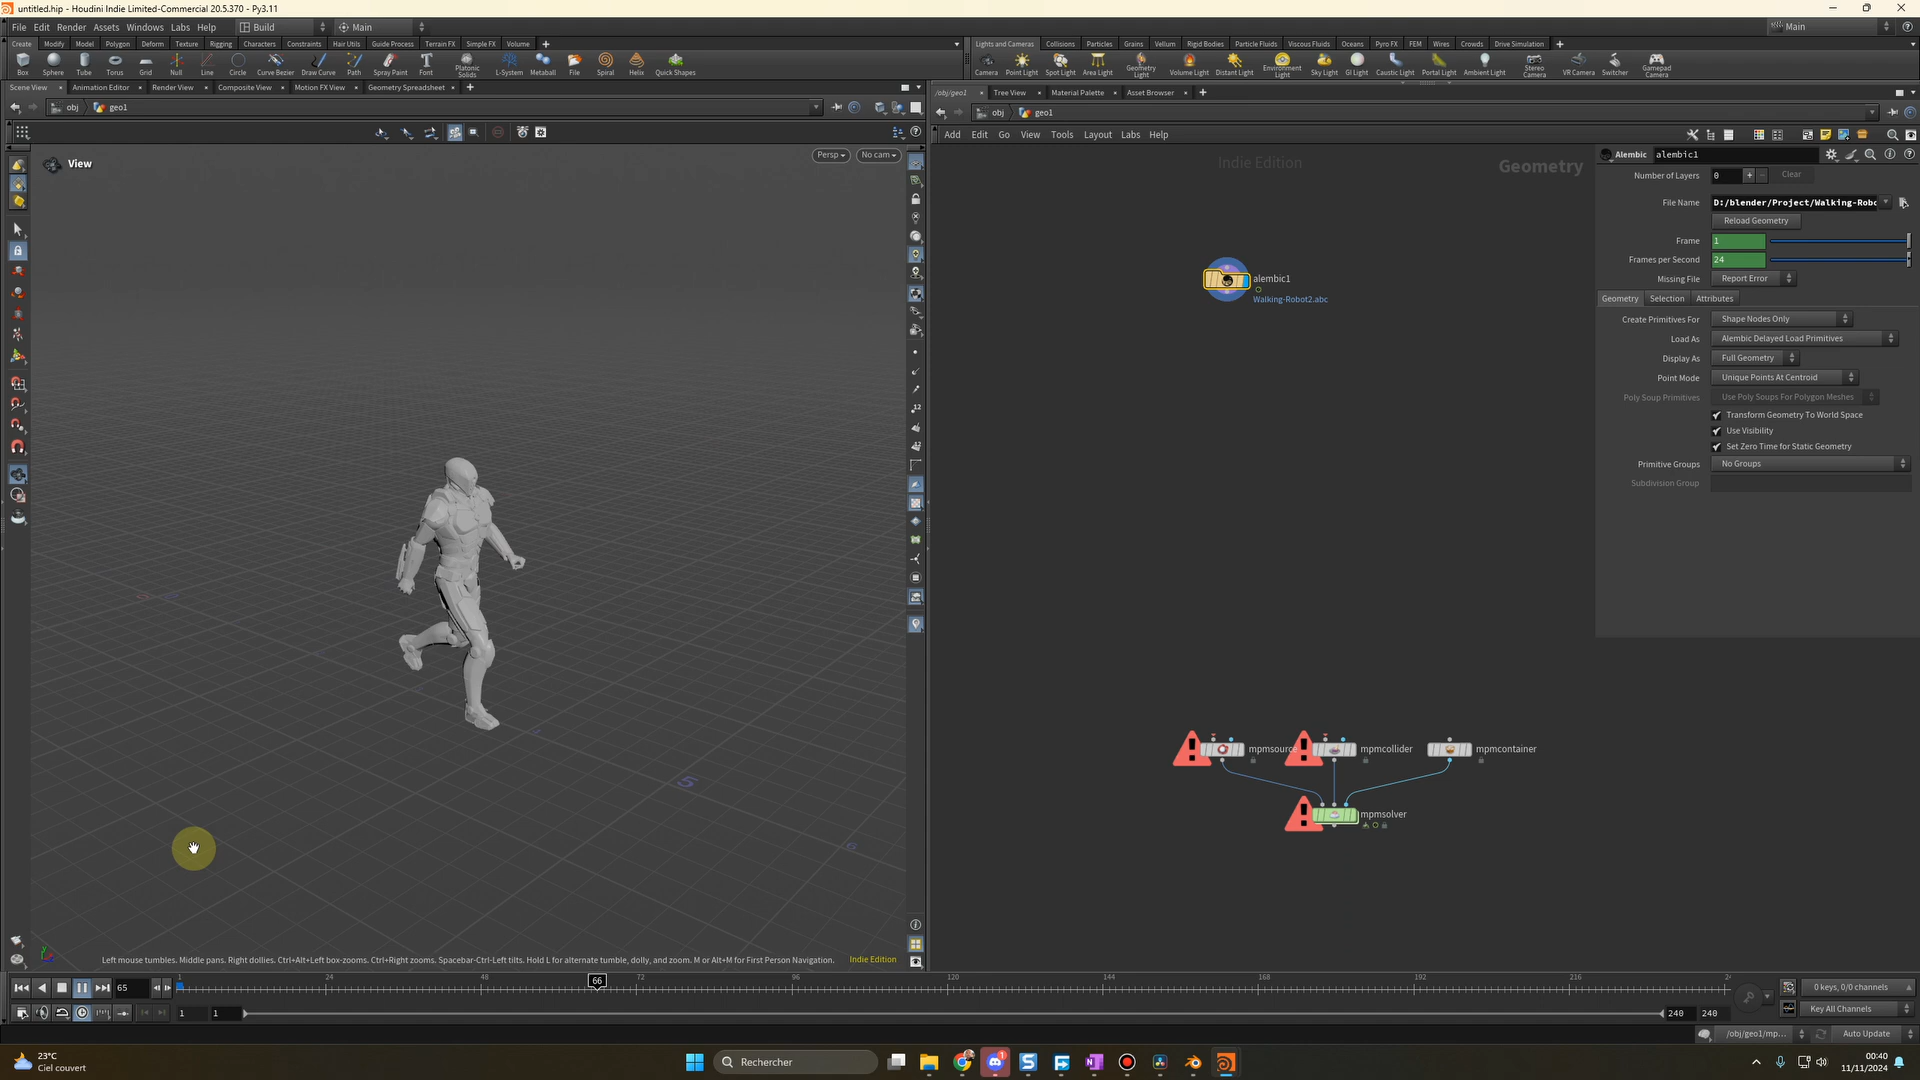 untitled.hip - Houdini Indie Limited-Commercial 20.5.370 - Py3.11
File Edit Render Assets Windows Labs Help Build Main Main
Create Modify Model Polygon Deform Texture Rigging Characters Constraints Hair Utils Guide Process Terrain FX Simple FX Volume
Lights and Cameras Collisions Particles Grains Vellum Rigid Bodies Particle Fluids Viscous Fluids Oceans Pyro FX FEM Wires Crowds Drive Simulation
Box Sphere Tube Torus Grid Null Line Circle Curve Bezier Draw Curve Path Spray Paint Font Platonic Solids L-System Metaball File Spiral Helix Quick Shapes
Camera Point Light Spot Light Area Light Geometry Light Volume Light Distant Light Environment Light Sky Light GI Light Caustic Light Portal Light Ambient Light Stereo Camera VR Camera Switcher Gamepad Camera
Scene View Animation Editor Render View Composite View Motion FX View Geometry Spreadsheet
/obj/geo1 Tree View Material Palette Asset Browser
obj geo1
obj geo1
Add Edit Go View Tools Layout Labs Help
View
Persp No cam
Indie Edition
Geometry
alembic1
Walking-Robot2.abc
mpmsource
mpmcollider
mpmcontainer
mpmsolver
Alembic alembic1
Number of Layers 0 Clear
File Name D:/blender/Project/Walking-Robo
Reload Geometry
Frame 1
Frames per Second 24
Missing File Report Error
Geometry Selection Attributes
Create Primitives For Shape Nodes Only
Load As Alembic Delayed Load Primitives
Display As Full Geometry
Point Mode Unique Points At Centroid
Poly Soup Primitives Use Poly Soups For Polygon Meshes
Transform Geometry To World Space
Use Visibility
Set Zero Time for Static Geometry
Primitive Groups No Groups
Subdivision Group
Left mouse tumbles. Middle pans. Right dollies. Ctrl+Alt+Left box-zooms. Ctrl+Right zooms. Spacebar-Ctrl-Left tilts. Hold L for alternate tumble, dolly, and zoom. M or Alt+M for First Person Navigation.
Indie Edition
65 1 24 48 66 72 96 120 144 168 192 216
0 keys, 0/0 channels
1 1 240 240
Key All Channels
/obj/geo1/mp... Auto Update
23°C
Ciel couvert
Rechercher
00:40
11/11/2024